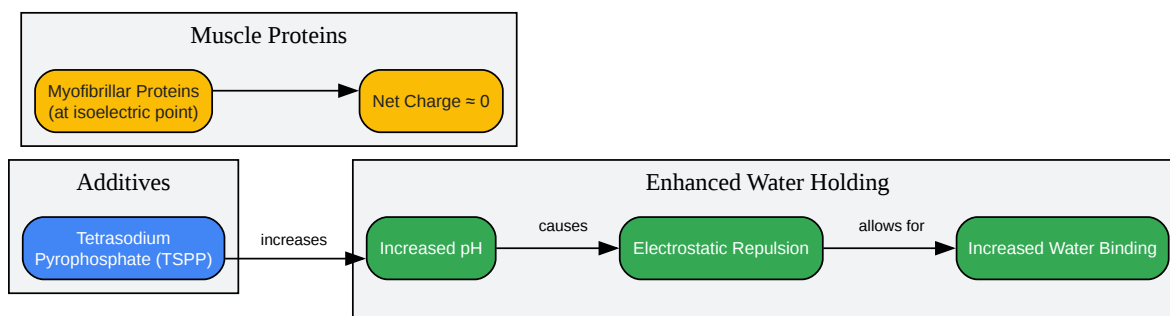 Muscle Proteins
Myofibrillar Proteins
(at isoelectric point)
Net Charge ≈ 0
Additives
Tetrasodium
Pyrophosphate (TSPP)
increases
Enhanced Water Holding
Increased pH
causes
Electrostatic Repulsion
allows for
Increased Water Binding